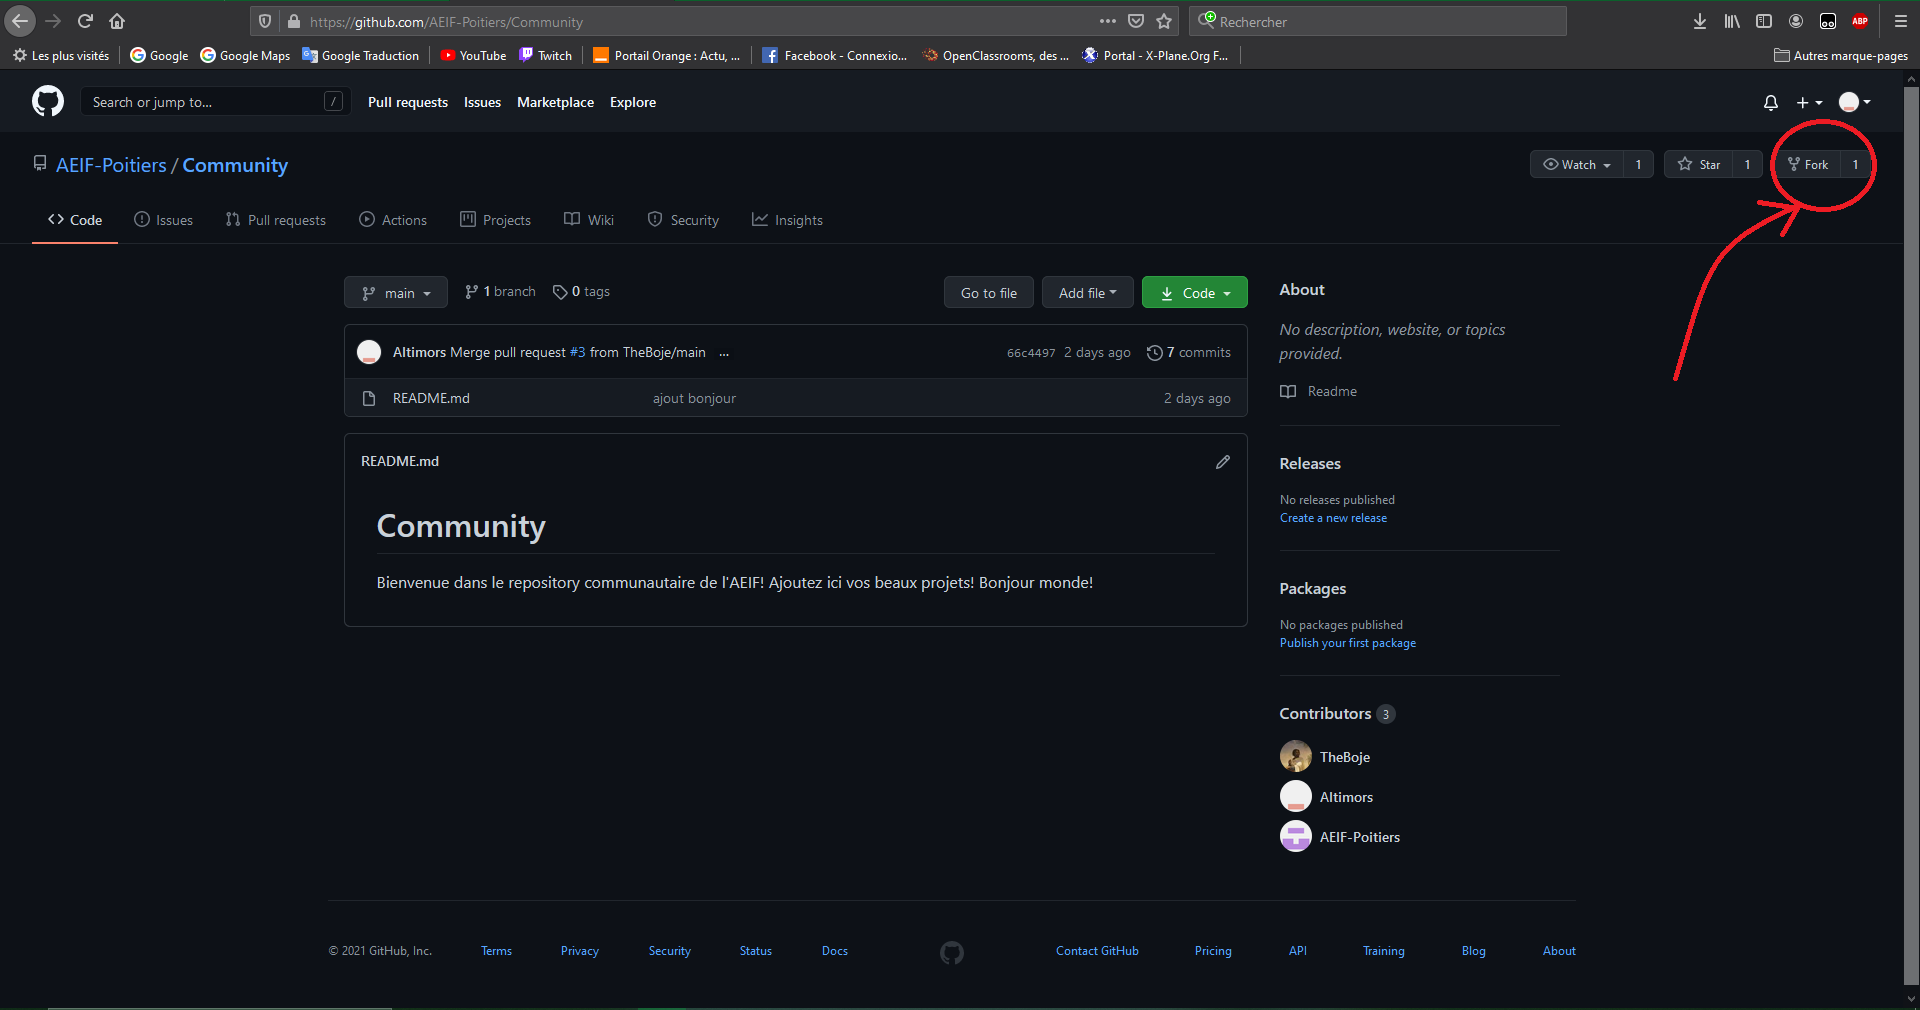 https://github.com/AEIF-Poitiers/Community
Rechercher
ABP
Les plus visités
Google
Google Maps
Google Traduction
YouTube
Twitch
Portail Orange : Actu, ...
Facebook - Connexio...
OpenClassrooms, des ...
Portal - X-Plane.Org F...
Autres marque-pages
Search or jump to...
/
Pull requests
Issues
Marketplace
Explore
AEIF-Poitiers / Community
Watch 1
Star 1
Fork 1
Code
Issues
Pull requests
Actions
Projects
Wiki
Security
Insights
main
1 branch
0 tags
Go to file
Add file
Code
Altimors Merge pull request #3 from TheBoje/main ...
66c4497 2 days ago
7 commits
README.md
ajout bonjour
2 days ago
README.md
Community
Bienvenue dans le repository communautaire de l'AEIF! Ajoutez ici vos beaux projets! Bonjour monde!
About
No description, website, or topics
provided.
Readme
Releases
No releases published
Create a new release
Packages
No packages published
Publish your first package
Contributors 3
TheBoje
Altimors
AEIF-Poitiers
© 2021 GitHub, Inc.
Terms
Privacy
Security
Status
Docs
Contact GitHub
Pricing
API
Training
Blog
About